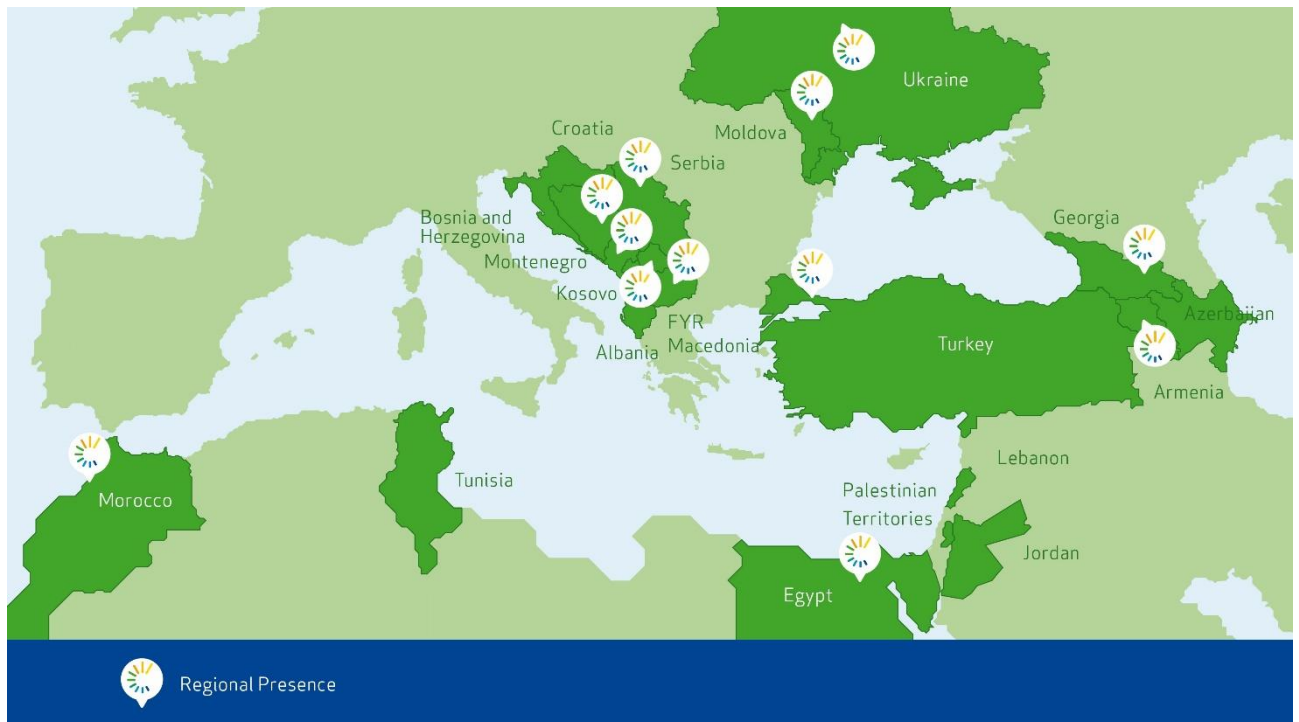 Ukraine
Moldova
Croatia
Serbia
Bosnia and
Herzegovina
Montenegro
Kosovo
FYR
Macedonia
Albania
Georgia
Azerbaijan
Turkey
Armenia
Lebanon
Tunisia
Morocco
Palestinian
Territories
Jordan
Egypt
Regional Presence